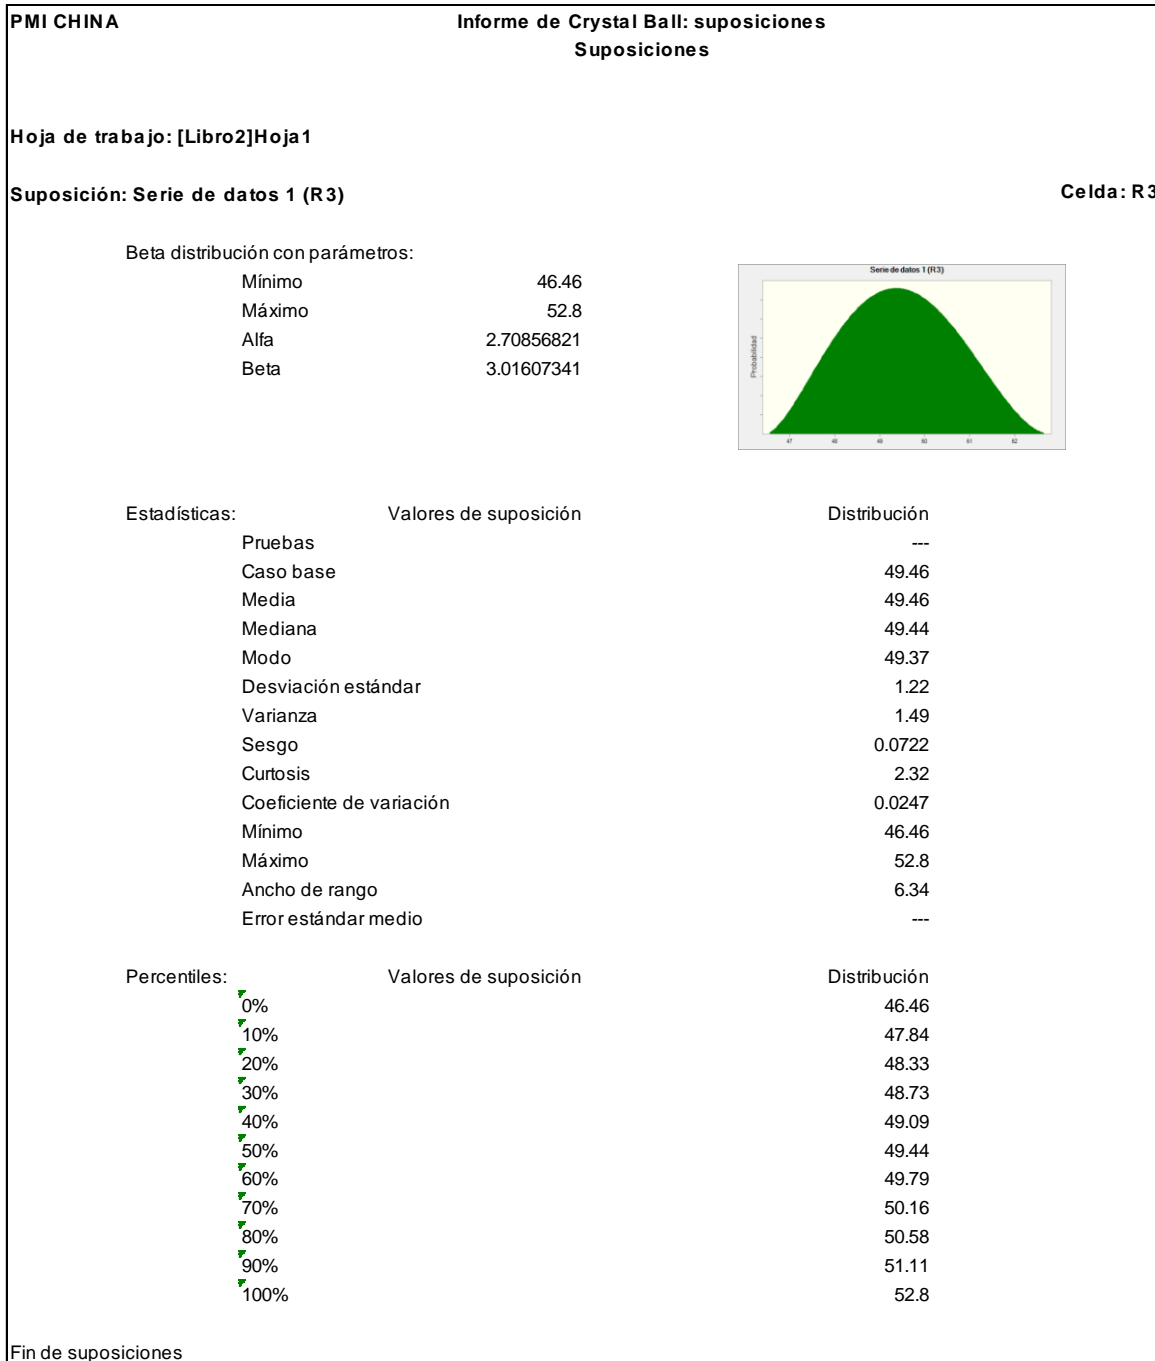 PMI CHINA Informe de Crystal Ball: suposiciones
Suposiciones
Hoja de trabajo: [Libro2]Hoja1
Suposición: Serie de datos 1 (R3) Celda: R3
Beta distribución con parámetros:
Mínimo 46.46
Máximo 52.8
Alfa 2.70856821
Beta 3.01607341
Serie de datos 1 (R3)
Probabilidad
47 48 49 50 51 52
Estadísticas: Valores de suposición Distribución
Pruebas ---
Caso base 49.46
Media 49.46
Mediana 49.44
Modo 49.37
Desviación estándar 1.22
Varianza 1.49
Sesgo 0.0722
Curtosis 2.32
Coeficiente de variación 0.0247
Mínimo 46.46
Máximo 52.8
Ancho de rango 6.34
Error estándar medio ---
Percentiles: Valores de suposición Distribución
0% 46.46
10% 47.84
20% 48.33
30% 48.73
40% 49.09
50% 49.44
60% 49.79
70% 50.16
80% 50.58
90% 51.11
100% 52.8
Fin de suposiciones